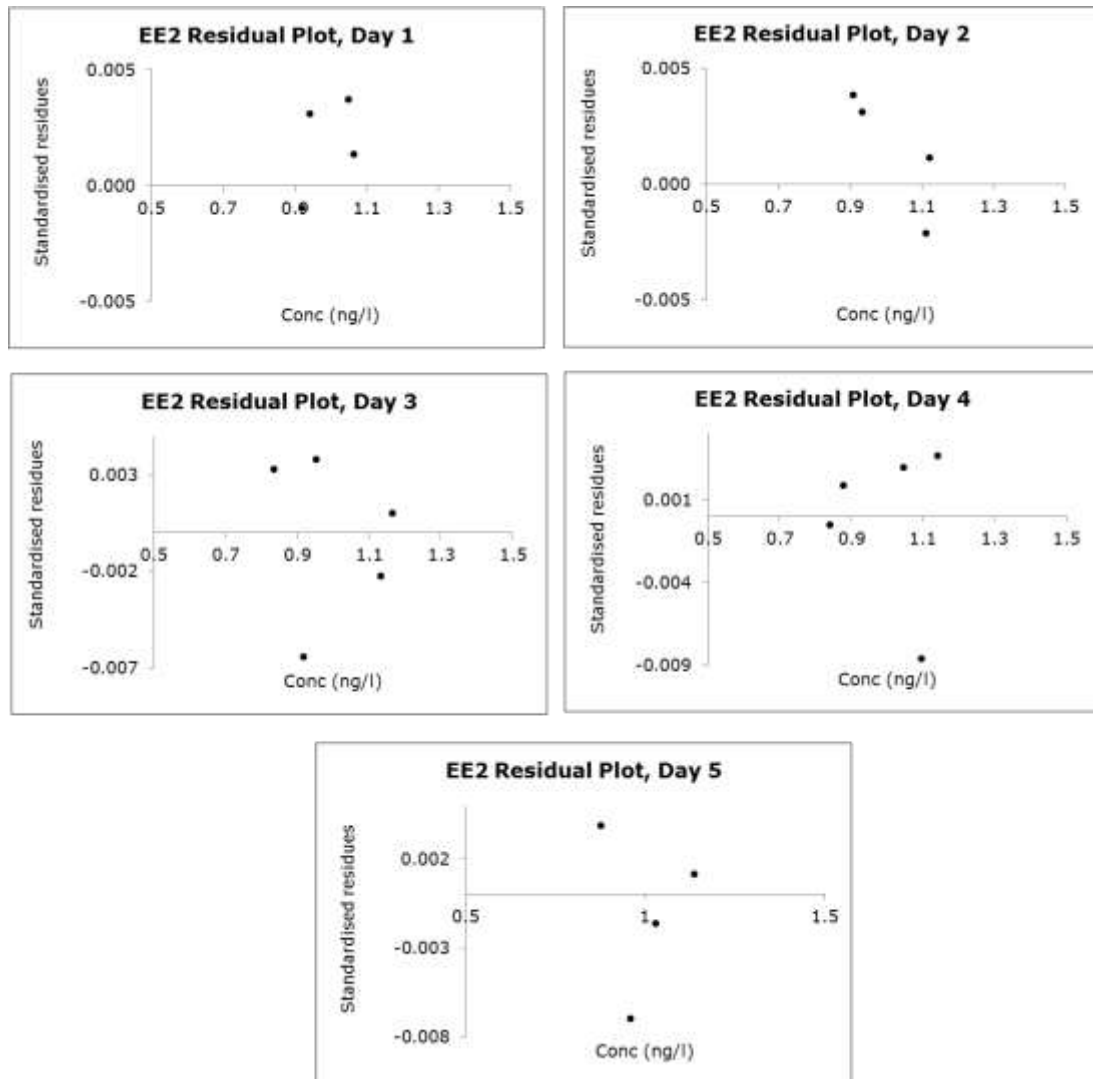 EE2 Residual Plot, Day 1
Standardised residues
0.005
0.000
-0.005
0.5 0.7 0.9 1.1 1.3 1.5
Conc (ng/l)
EE2 Residual Plot, Day 2
Standardised residues
0.005
0.000
-0.005
0.5 0.7 0.9 1.1 1.3 1.5
Conc (ng/l)
EE2 Residual Plot, Day 3
Standardised residues
0.003
-0.002
-0.007
0.5 0.7 0.9 1.1 1.3 1.5
Conc (ng/l)
EE2 Residual Plot, Day 4
Standardised residues
0.001
-0.004
-0.009
0.5 0.7 0.9 1.1 1.3 1.5
Conc (ng/l)
EE2 Residual Plot, Day 5
Standardised residues
0.002
-0.003
-0.008
0.5 1 1.5
Conc (ng/l)